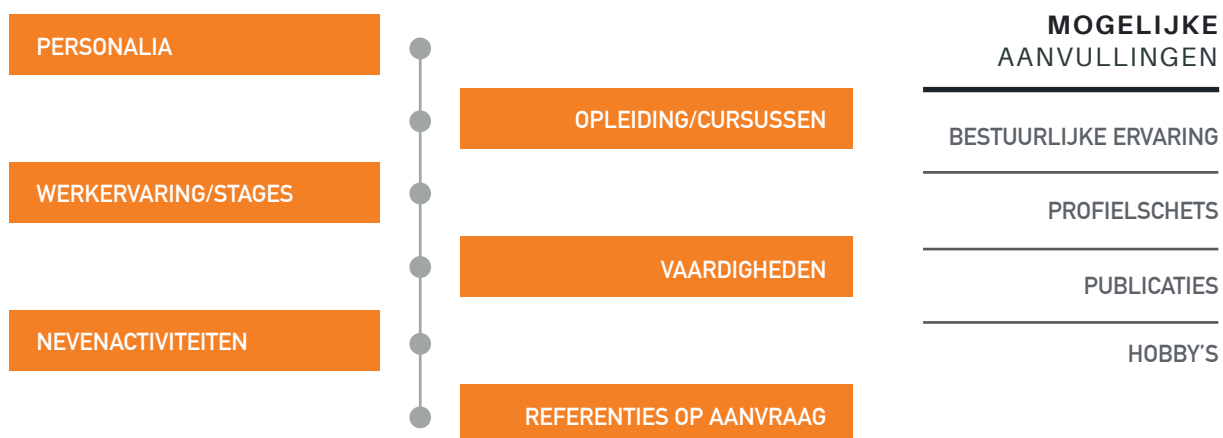 PERSONALIA
OPLEIDING/CURSUSSEN
WERKERVARING/STAGES
VAARDIGHEDEN
NEVENACTIVITEITEN
REFERENTIES OP AANVRAAG
MOGELIJKE
AANVULLINGEN
BESTUURLIJKE ERVARING
PROFIELSCHETS
PUBLICATIES
HOBBY'S